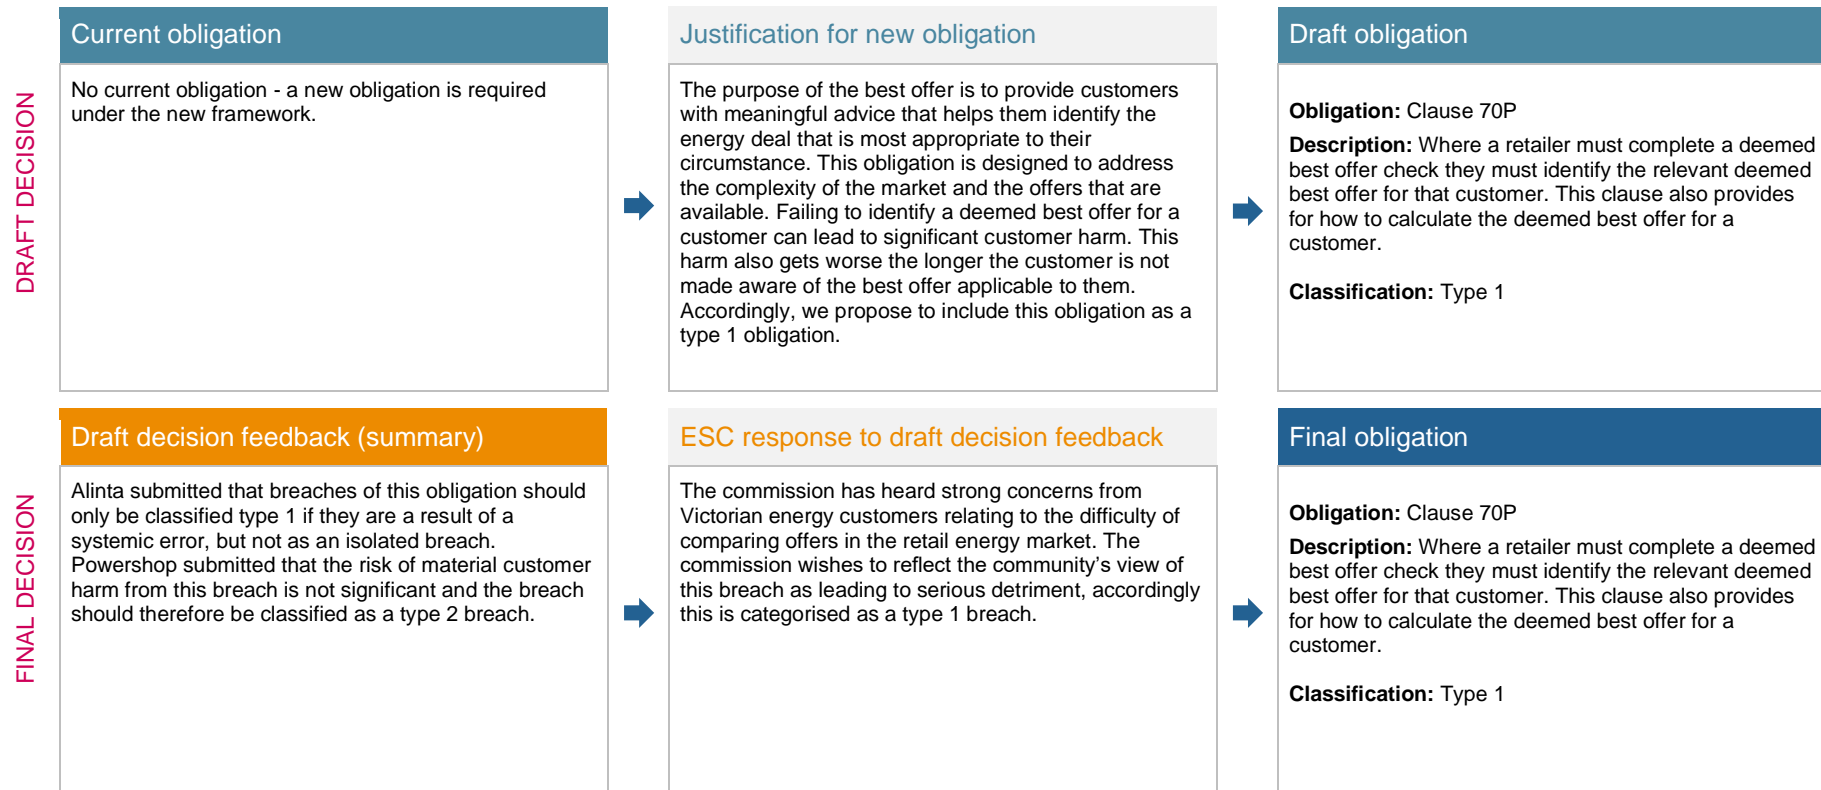 DRAFT DECISION
Current obligation
No current obligation - a new obligation is required
under the new framework.
Justification for new obligation
The purpose of the best offer is to provide customers
with meaningful advice that helps them identify the
energy deal that is most appropriate to their
circumstance. This obligation is designed to address
the complexity of the market and the offers that are
available. Failing to identify a deemed best offer for a
customer can lead to significant customer harm. This
harm also gets worse the longer the customer is not
made aware of the best offer applicable to them.
Accordingly, we propose to include this obligation as a
type 1 obligation.
Draft obligation
Obligation: Clause 70P
Description: Where a retailer must complete a deemed
best offer check they must identify the relevant deemed
best offer for that customer. This clause also provides
for how to calculate the deemed best offer for a
customer.
Classification: Type 1
FINAL DECISION
Draft decision feedback (summary)
Alinta submitted that breaches of this obligation should
only be classified type 1 if they are a result of a
systemic error, but not as an isolated breach.
Powershop submitted that the risk of material customer
harm from this breach is not significant and the breach
should therefore be classified as a type 2 breach.
ESC response to draft decision feedback
The commission has heard strong concerns from
Victorian energy customers relating to the difficulty of
comparing offers in the retail energy market. The
commission wishes to reflect the community’s view of
this breach as leading to serious detriment, accordingly
this is categorised as a type 1 breach.
Final obligation
Obligation: Clause 70P
Description: Where a retailer must complete a deemed
best offer check they must identify the relevant deemed
best offer for that customer. This clause also provides
for how to calculate the deemed best offer for a
customer.
Classification: Type 1